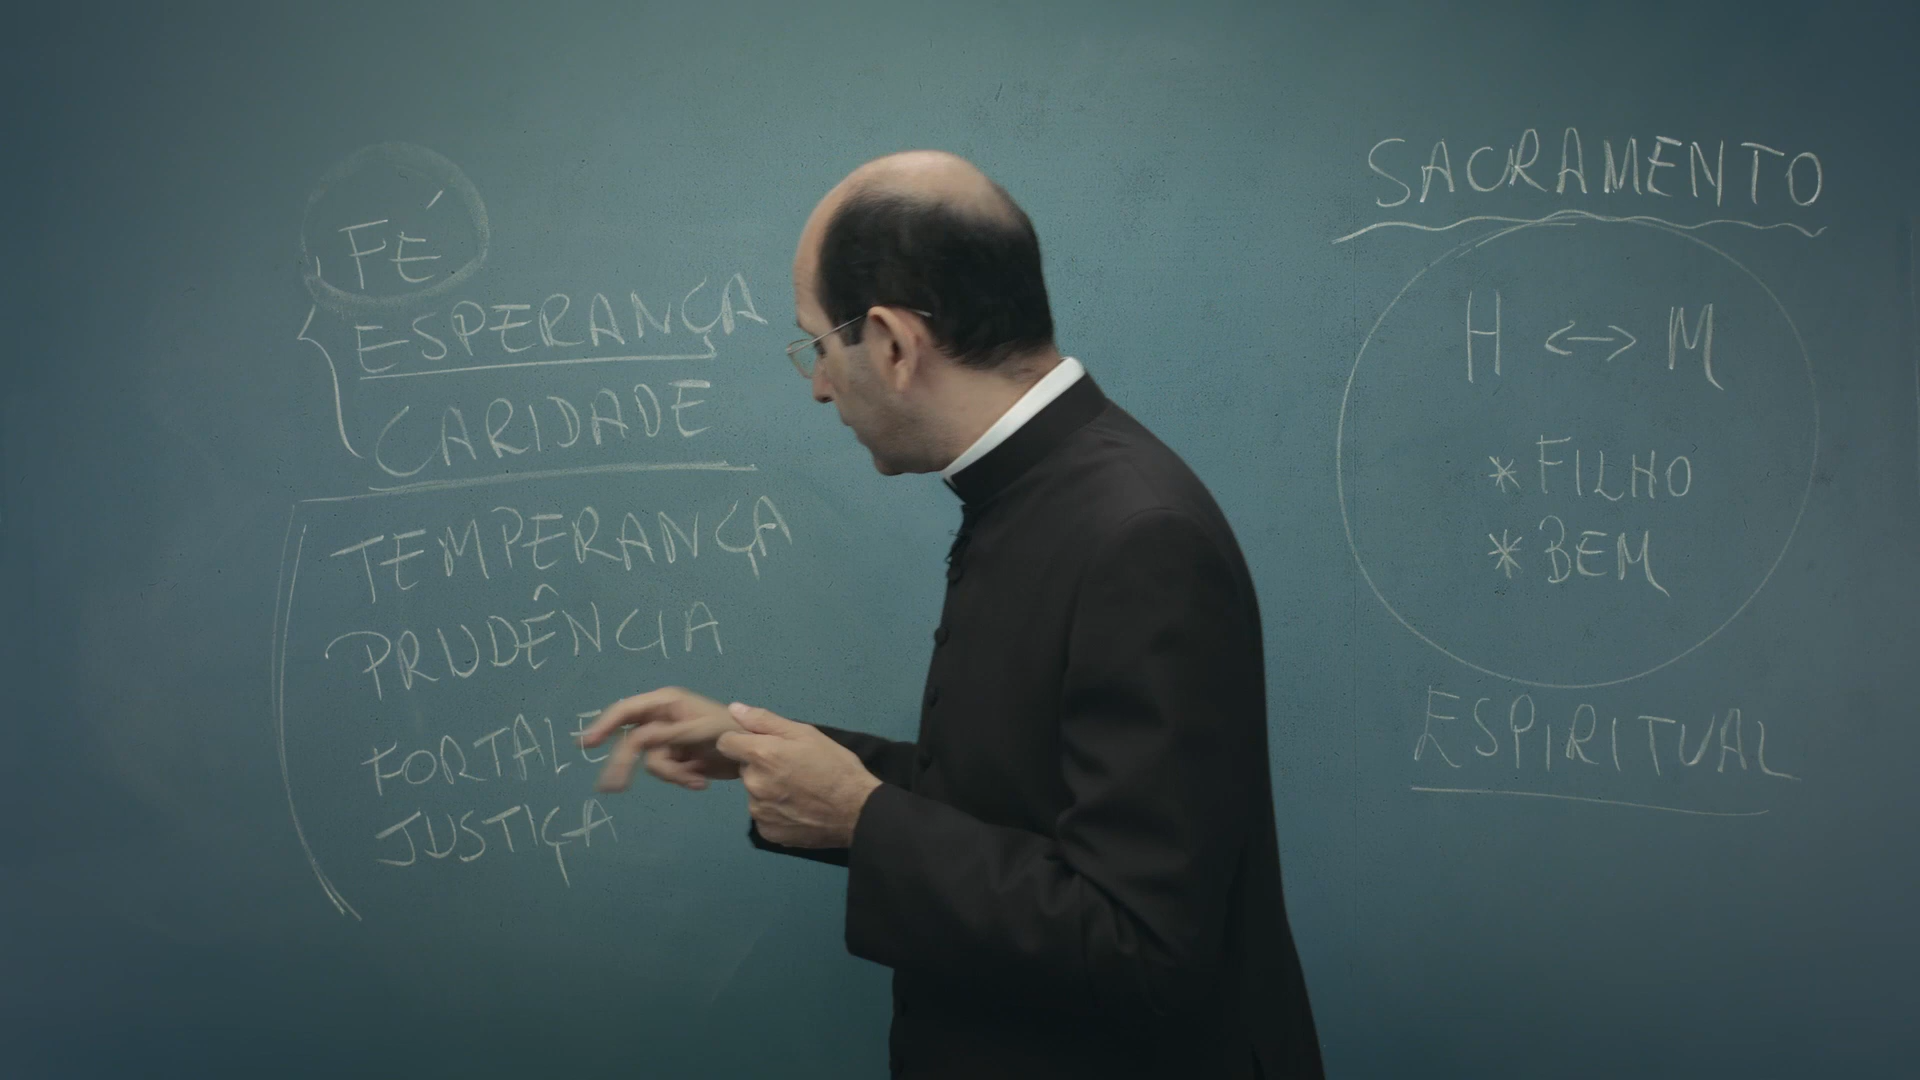 FÉ
ESPERANÇA
CARIDADE
TEMPERANÇA
PRUDÊNCIA
JUSTIÇA
SACRAMENTO
H <-> M
* FILHO
* BEM
ESPIRITUAL